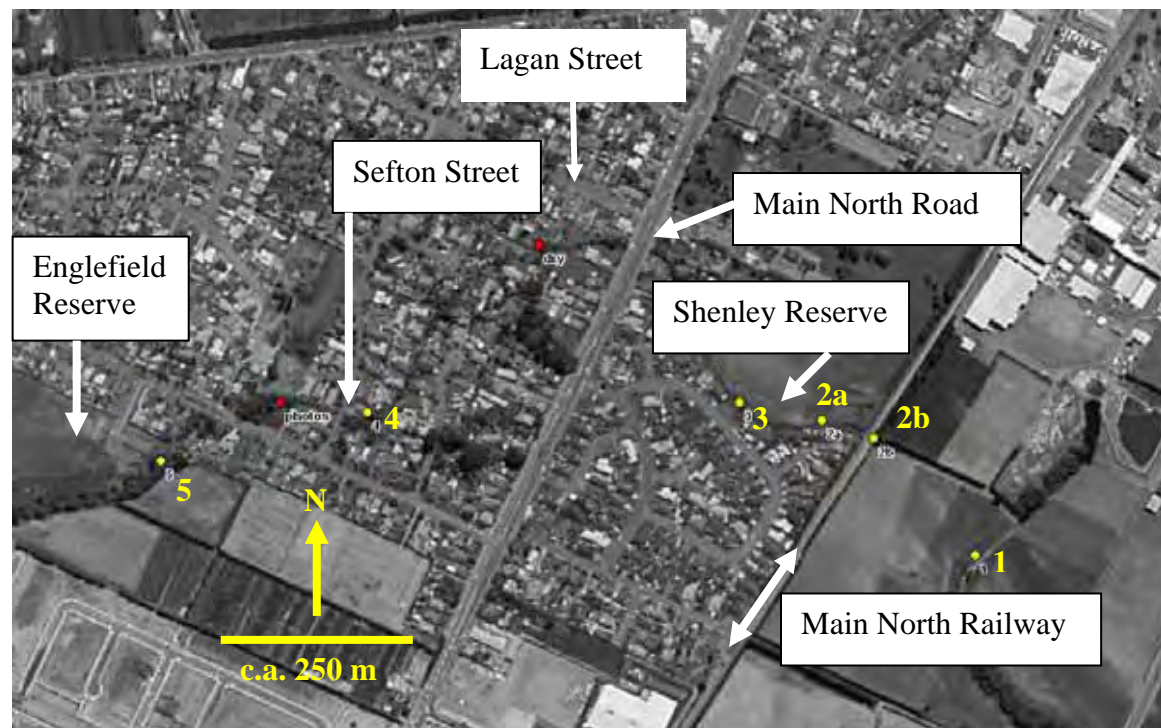 Lagan Street
Sefton Street
Main North Road
Englefield
Reserve
Shenley Reserve
2a
3
2b
photos
4
5
N
1
Main North Railway
c.a. 250 m